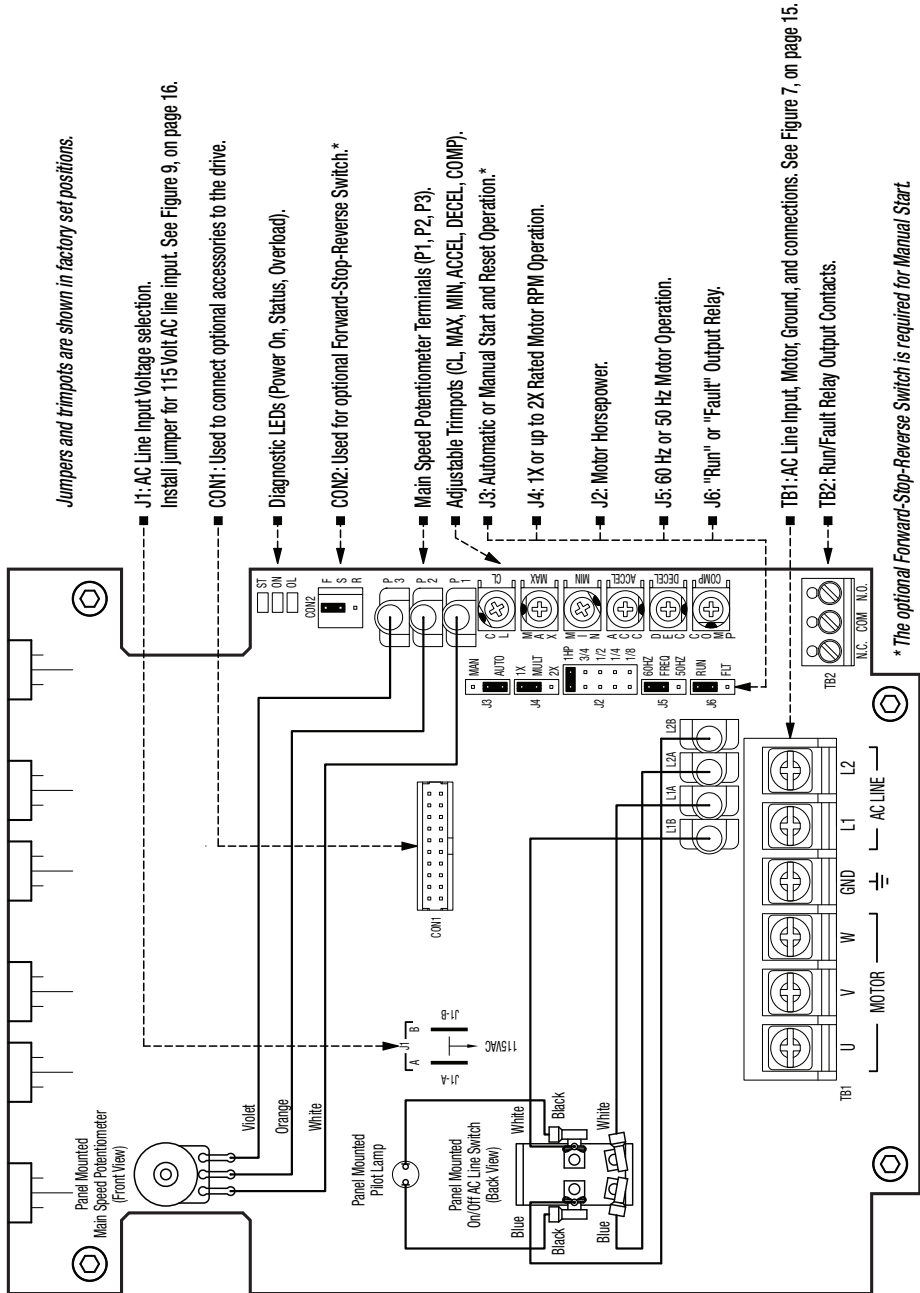 Jumpers and trimpots are shown in factory set positions.
J1: AC Line Input Voltage selection.
Install jumper for 115 Volt AC line input. See Figure 9, on page 16.
CON1: Used to connect optional accessories to the drive.
Diagnostic LEDs (Power On, Status, Overload).
CON2: Used for optional Forward-Stop-Reverse Switch.*
Main Speed Potentiometer Terminals (P1, P2, P3).
Adjustable Trimpots (CL, MAX, MIN, ACCEL, DECEL, COMP).
J3: Automatic or Manual Start and Reset Operation.*
J4: 1X or up to 2X Rated Motor RPM Operation.
J2: Motor Horsepower.
J5: 60 Hz or 50 Hz Motor Operation.
J6: "Run" or "Fault" Output Relay.
TB1: AC Line Input, Motor, Ground, and connections. See Figure 7, on page 15.
TB2: Run/Fault Relay Output Contacts.
* The optional Forward-Stop-Reverse Switch is required for Manual Start.
Panel Mounted
Main Speed Potentiometer
(Front View)
Violet
Orange
White
Panel Mounted
Pilot Lamp
Panel Mounted
On/Off AC Line Switch
(Back View)
Blue
Black
Blue
White
Black
White
J1
A
B
J1-A
J1-B
115VAC
CON1
ST
ON
OL
CON2
F
S
R
P3
P2
P1
CL
CL
MAX
MAX
MIN
MIN
ACC
ACCEL
DEC
DECEL
COMP
COMP
J3
MAN
AUTO
J4
1X
MULT
2X
J2
1HP
3/4
1/2
1/4
1/8
J5
60HZ
FREQ
50HZ
J6
RUN
FLT
L1B
L1A
L2A
L2B
TB1
U
V
W
GND
L1
L2
MOTOR
AC LINE
TB2
N.C.
COM
N.O.